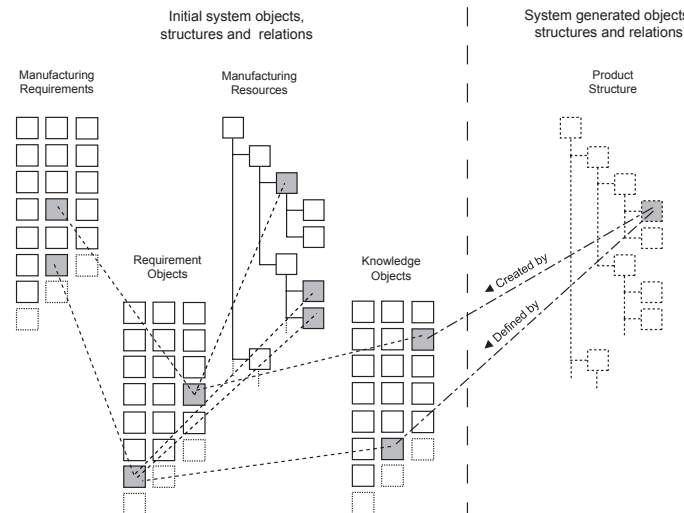 Initial system objects,
structures and relations
System generated objects
structures and relations
Manufacturing
Requirements
Manufacturing
Resources
Product
Structure
Requirement
Objects
Knowledge
Objects
Created by
Defined by